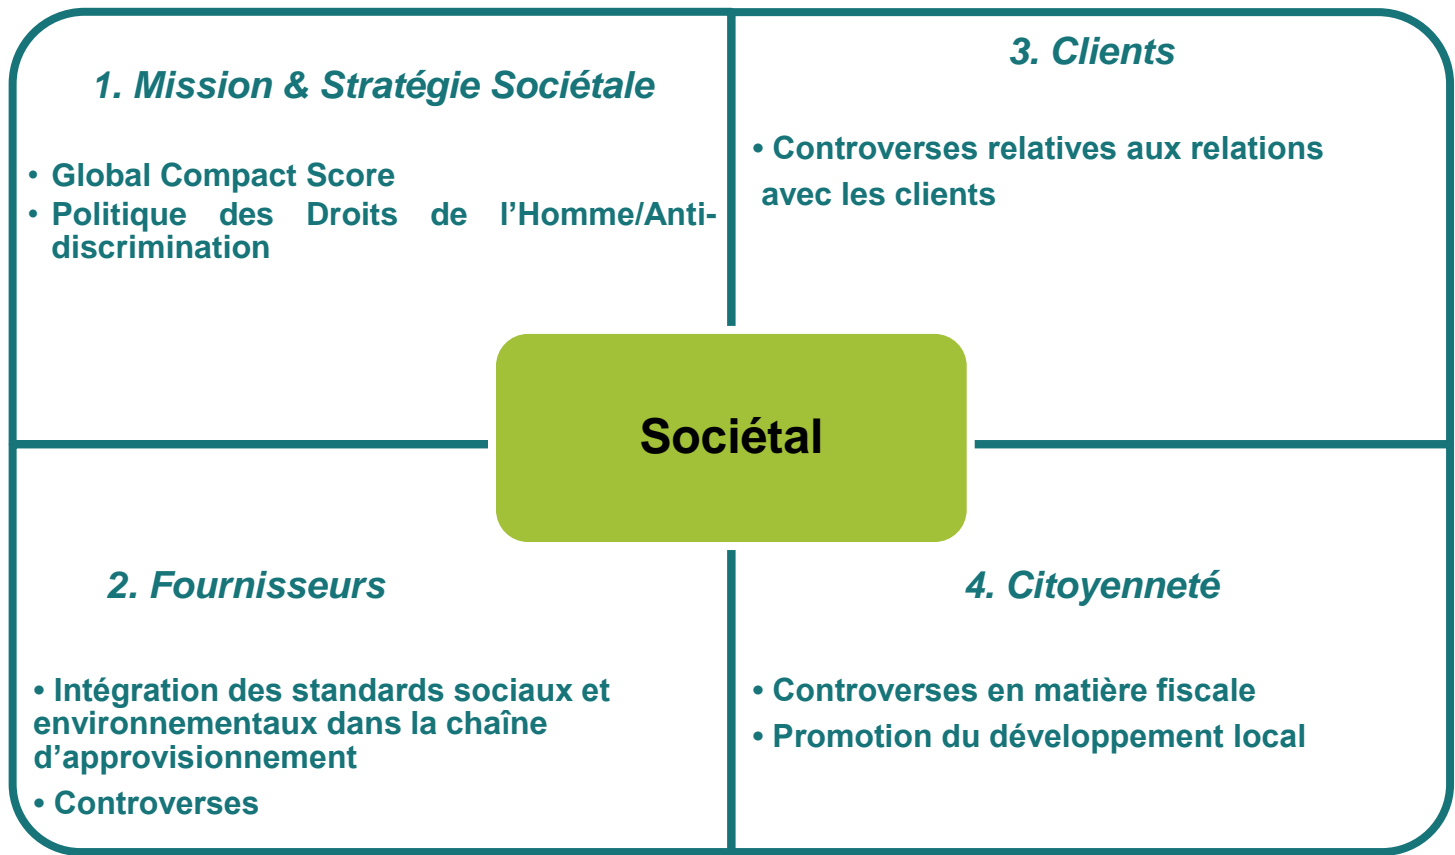 1. Mission & Stratégie Sociétale
• Global Compact Score
• Politique des Droits de l’Homme/Anti-
discrimination
3. Clients
• Controverses relatives aux relations
avec les clients
Sociétal
2. Fournisseurs
• Intégration des standards sociaux et
environnementaux dans la chaîne
d’approvisionnement
• Controverses
4. Citoyenneté
• Controverses en matière fiscale
• Promotion du développement local